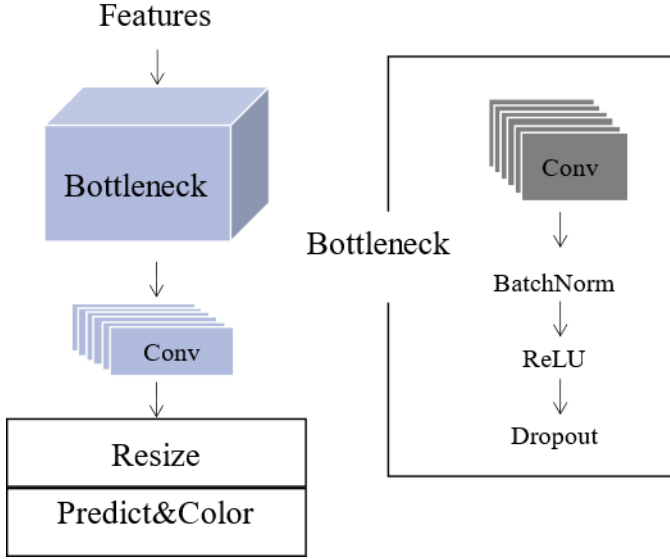 Features
Bottleneck
Conv
Resize
Predict&Color
Bottleneck
Conv
BatchNorm
ReLU
Dropout